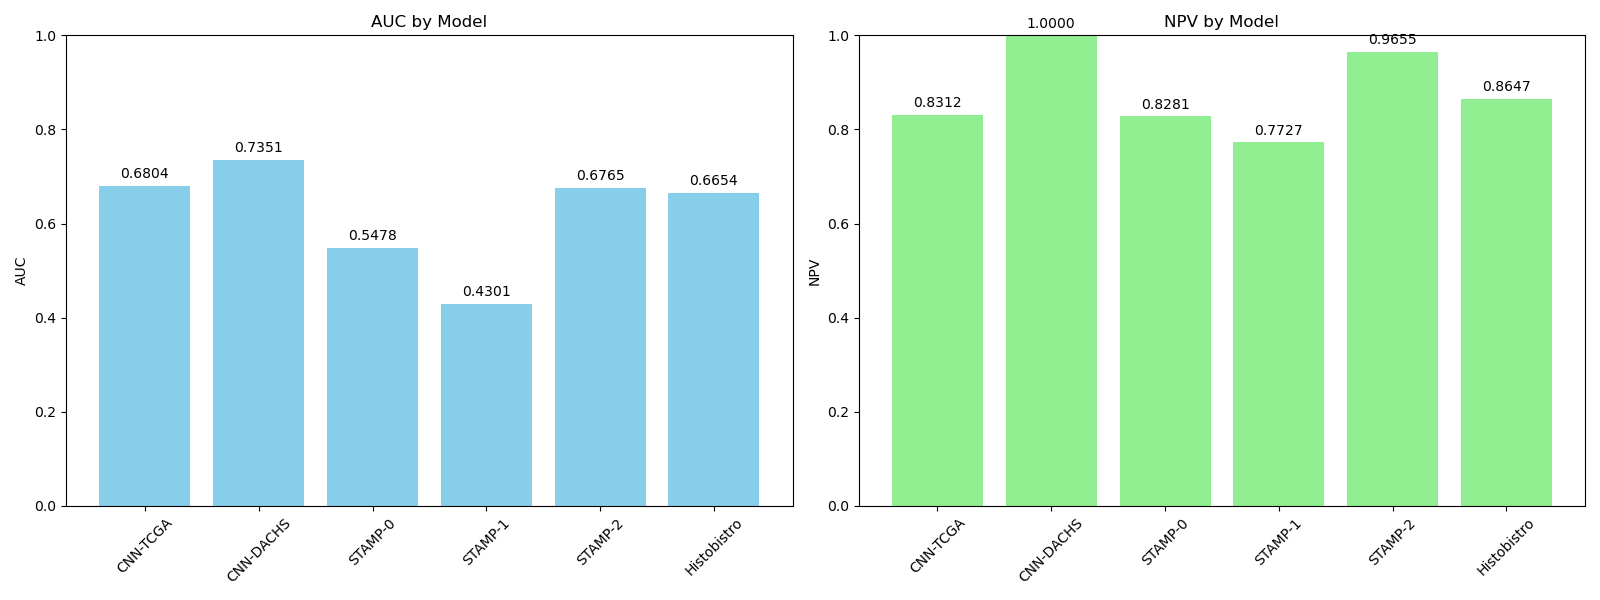 AUC by Model
AUC
1.0
0.8
0.6
0.4
0.2
0.0
0.6804
0.7351
0.5478
0.4301
0.6765
0.6654
CNN-TCGA
CNN-DACHS
STAMP-0
STAMP-1
STAMP-2
Histobistro
NPV by Model
NPV
1.0
0.8
0.6
0.4
0.2
0.0
0.8312
1.0000
0.8281
0.7727
0.9655
0.8647
CNN-TCGA
CNN-DACHS
STAMP-0
STAMP-1
STAMP-2
Histobistro